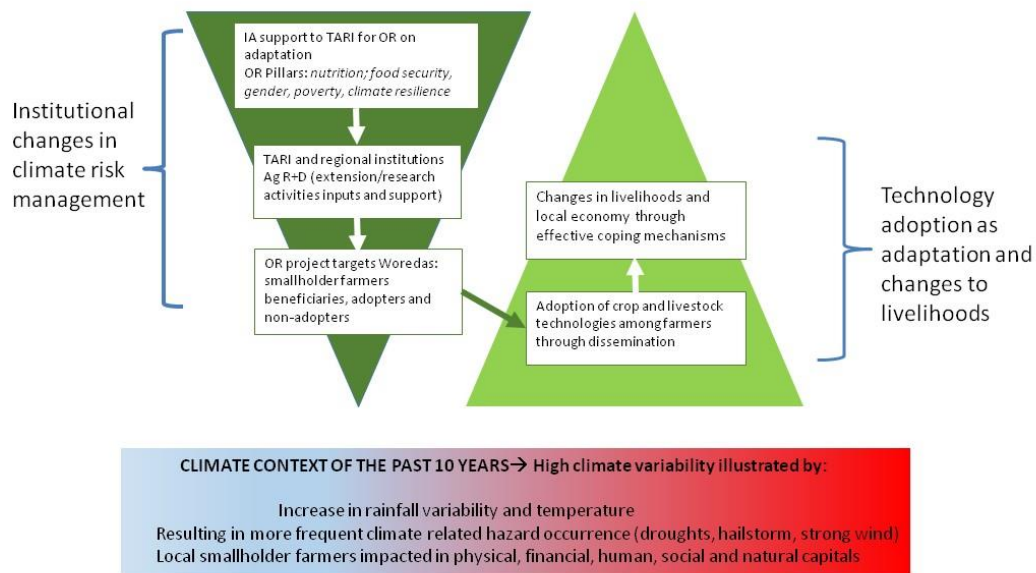 Institutional
changes in
climate risk
management
IA support to TARI for OR on
adaptation
OR Pillars: nutrition; food security,
gender, poverty, climate resilience
TARI and regional institutions
Ag R+D (extension/research
activities inputs and support)
OR project targets Woredas:
smallholder farmers
beneficiaries, adopters and
non-adopters
Changes in livelihoods and
local economy through
effective coping mechanisms
Adoption of crop and livestock
technologies among farmers
through dissemination
Technology
adoption as
adaptation and
changes to
livelihoods
CLIMATE CONTEXT OF THE PAST 10 YEARS→ High climate variability illustrated by:
Increase in rainfall variability and temperature
Resulting in more frequent climate related hazard occurrence (droughts, hailstorm, strong wind)
Local smallholder farmers impacted in physical, financial, human, social and natural capitals